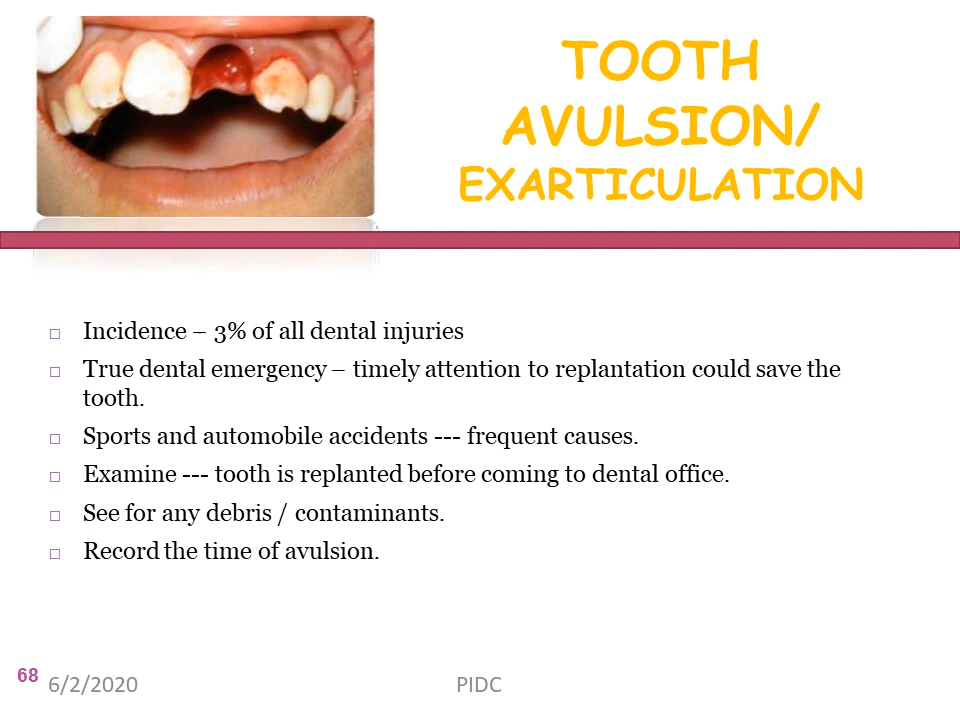 TOOTH
AVULSION/
EXARTICULATION
□ Incidence – 3% of all dental injuries
□ True dental emergency – timely attention to replantation could save the
tooth.
□ Sports and automobile accidents --- frequent causes.
□ Examine --- tooth is replanted before coming to dental office.
□ See for any debris / contaminants.
□ Record the time of avulsion.
68 6/2/2020 PIDC